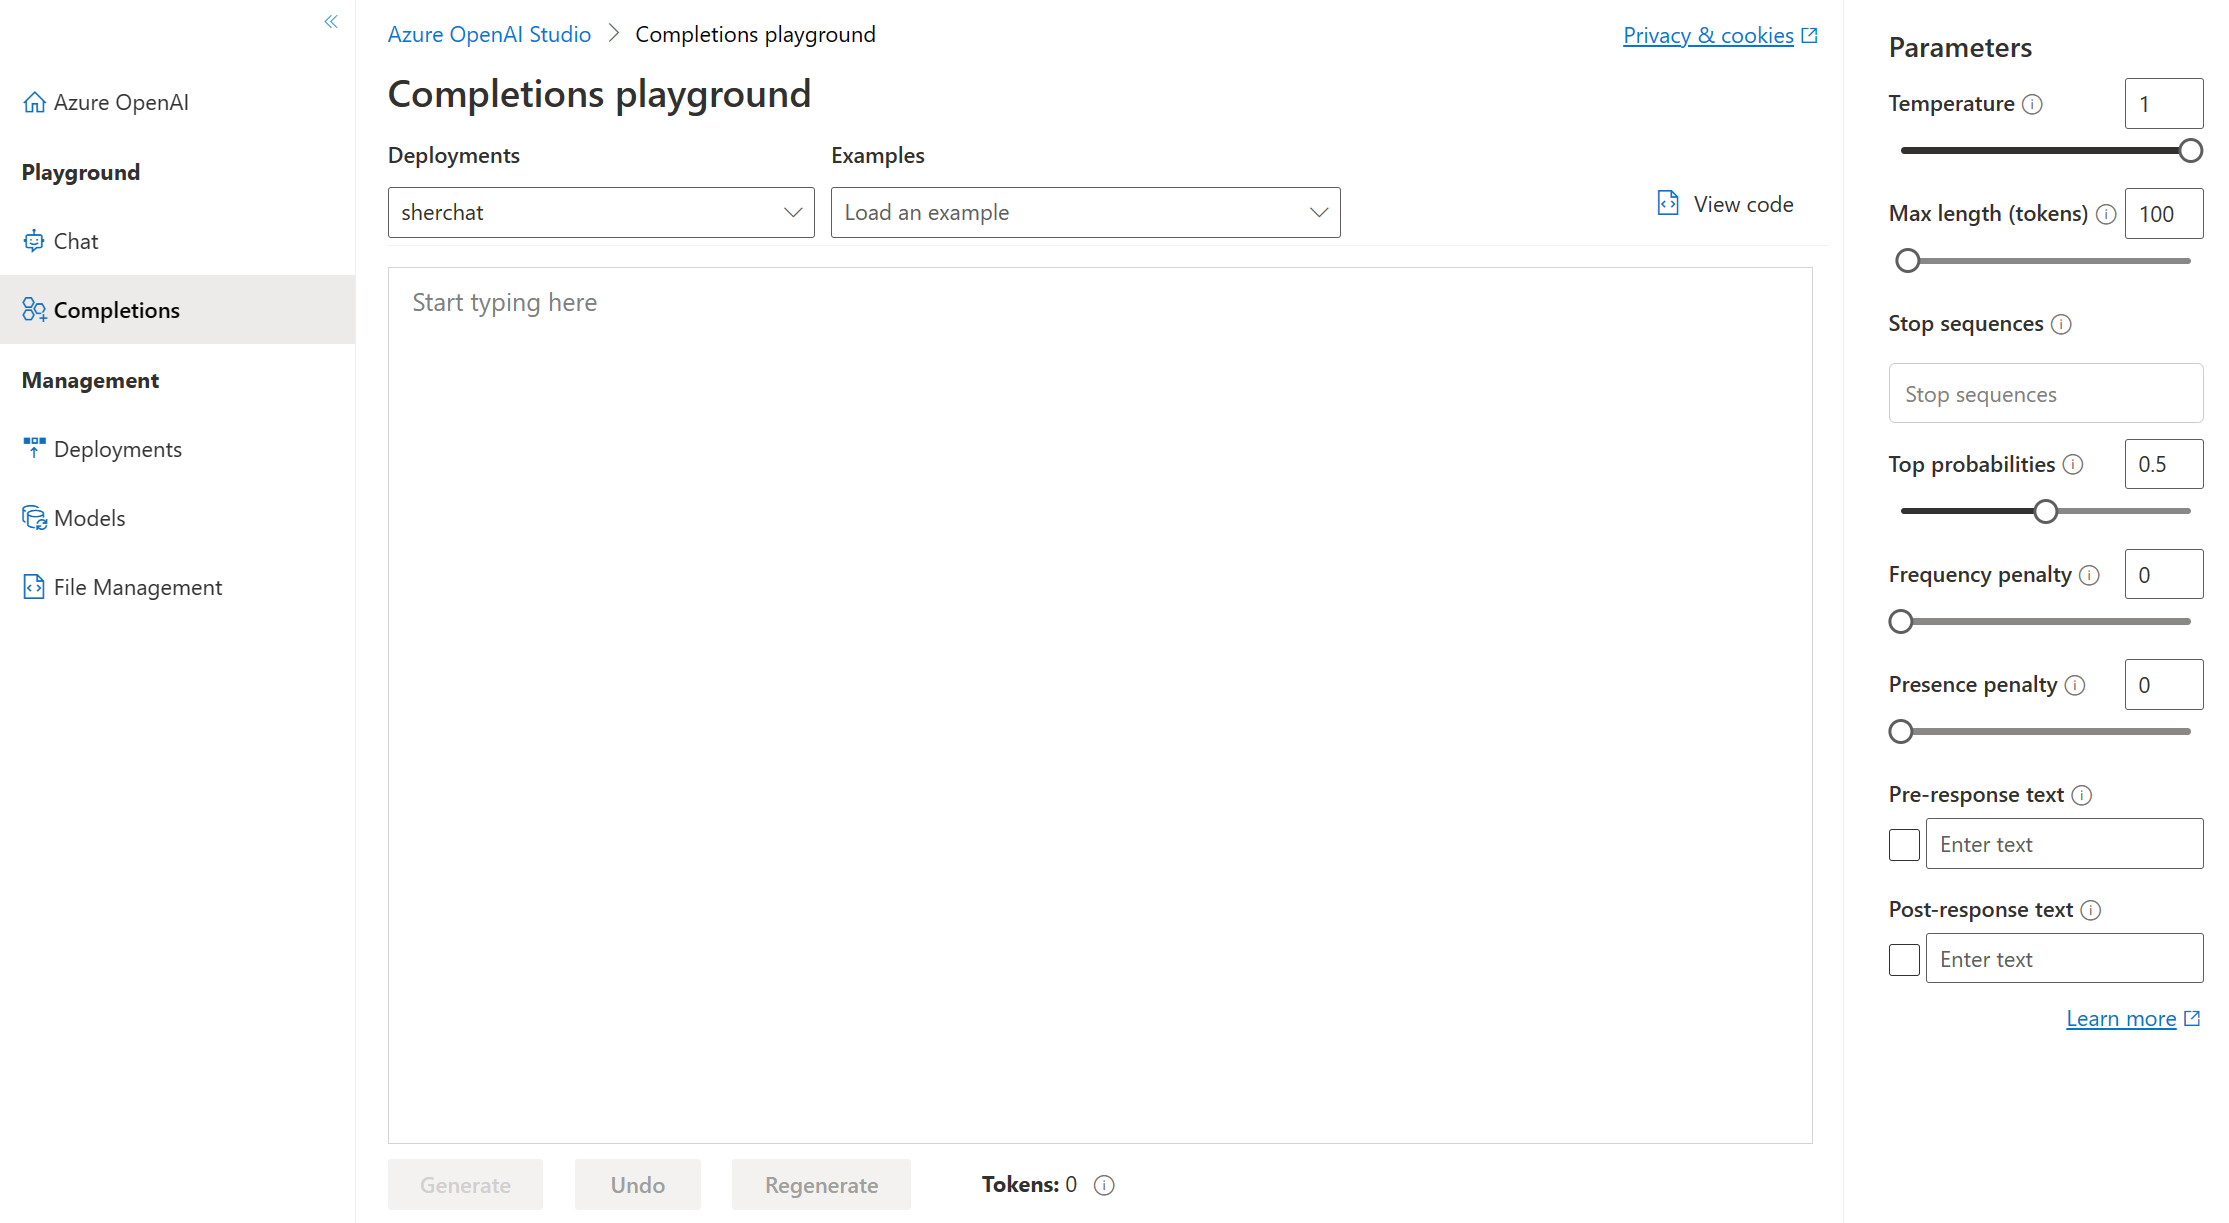 Azure OpenAI
Playground
Chat
Completions
Management
Deployments
Models
File Management
Azure OpenAI Studio > Completions playground
Privacy & cookies
Completions playground
Deployments
Examples
sherchat
Load an example
View code
Start typing here
Generate
Undo
Regenerate
Tokens: 0
Parameters
Temperature
1
Max length (tokens)
100
Stop sequences
Stop sequences
Top probabilities
0.5
Frequency penalty
0
Presence penalty
0
Pre-response text
Enter text
Post-response text
Enter text
Learn more